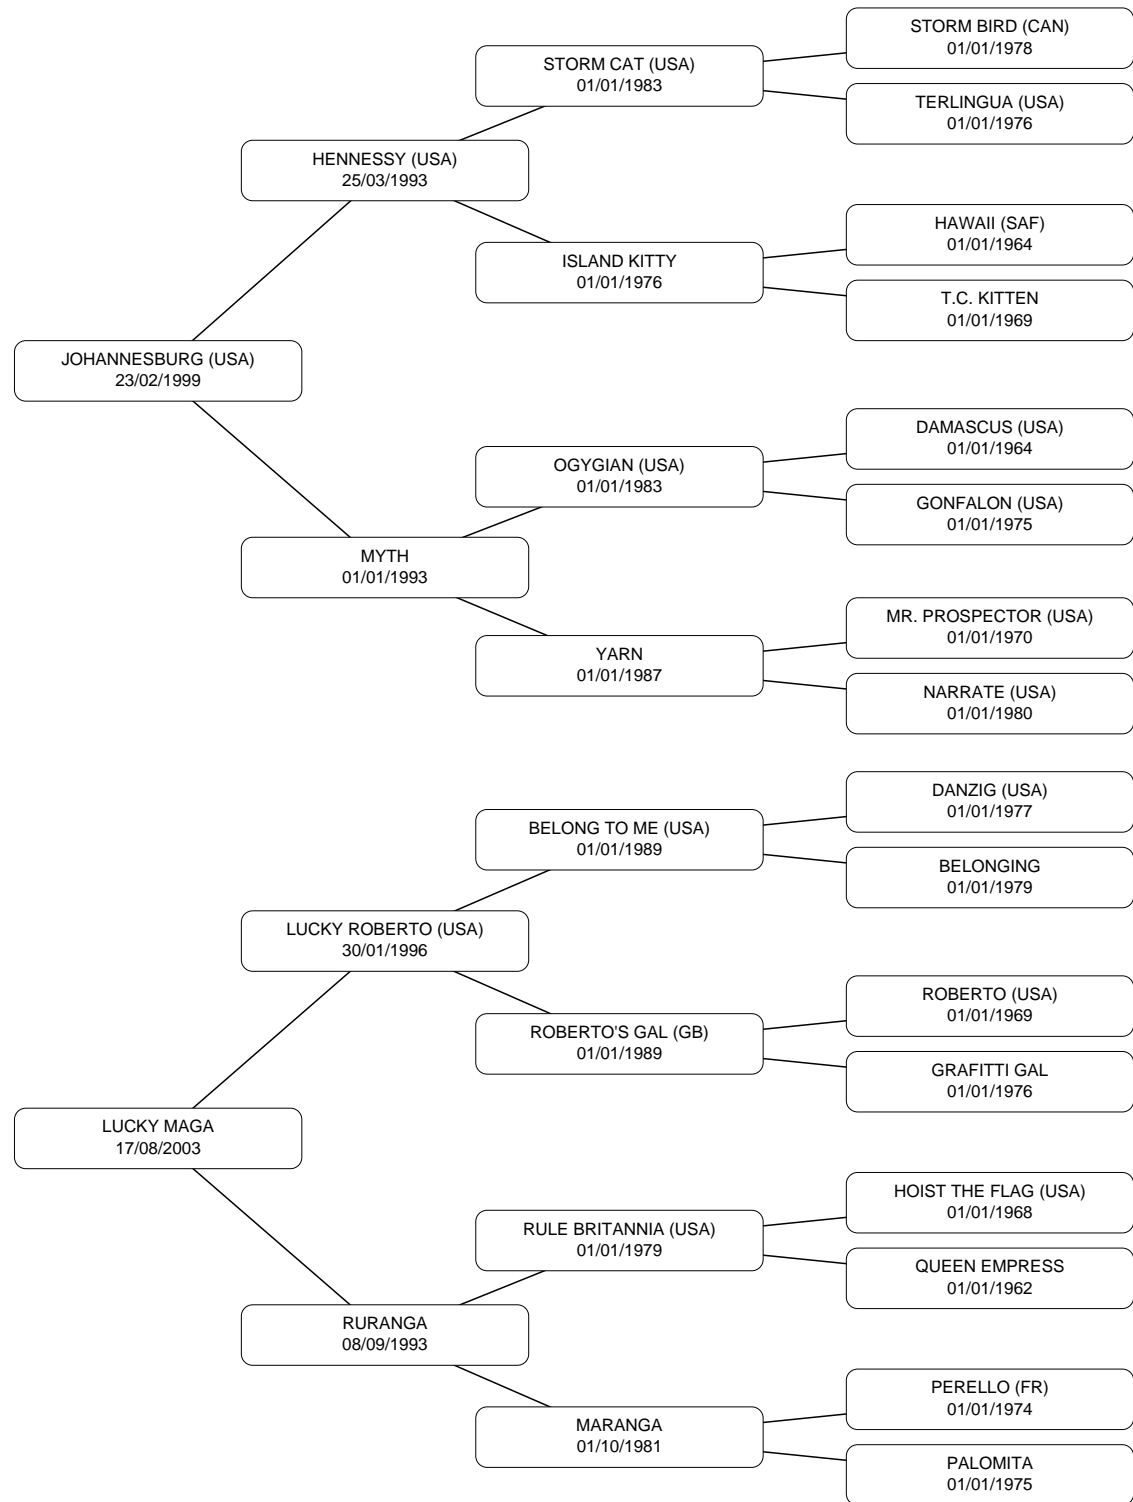 STORM BIRD (CAN)
01/01/1978
STORM CAT (USA)
01/01/1983
TERLINGUA (USA)
01/01/1976
HENNESSY (USA)
25/03/1993
HAWAII (SAF)
01/01/1964
ISLAND KITTY
01/01/1976
T.C. KITTEN
01/01/1969
JOHANNESBURG (USA)
23/02/1999
DAMASCUS (USA)
01/01/1964
OGYGIAN (USA)
01/01/1983
GONFALON (USA)
01/01/1975
MYTH
01/01/1993
MR. PROSPECTOR (USA)
01/01/1970
YARN
01/01/1987
NARRATE (USA)
01/01/1980
DANZIG (USA)
01/01/1977
BELONG TO ME (USA)
01/01/1989
BELONGING
01/01/1979
LUCKY ROBERTO (USA)
30/01/1996
ROBERTO (USA)
01/01/1969
ROBERTO'S GAL (GB)
01/01/1989
GRAFITTI GAL
01/01/1976
LUCKY MAGA
17/08/2003
HOIST THE FLAG (USA)
01/01/1968
RULE BRITANNIA (USA)
01/01/1979
QUEEN EMPRESS
01/01/1962
RURANGA
08/09/1993
PERELLO (FR)
01/01/1974
MARANGA
01/10/1981
PALOMITA
01/01/1975